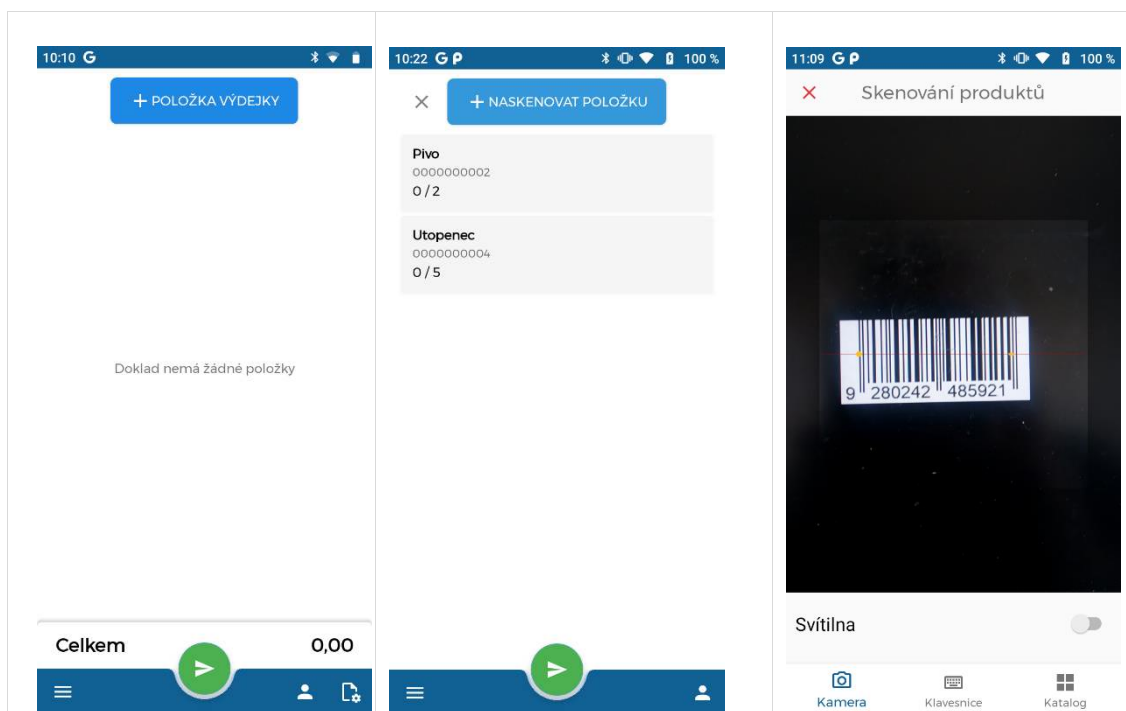 10:10 G
+ POLOŽKA VÝDEJKY
Doklad nemá žádné položky
Celkem 0,00
10:22 G P 100 %
+ NASKENOVAT POLOŽKU
Pivo
0000000002
0 / 2
Utopenec
0000000004
0 / 5
11:09 G P 100 %
Skenování produktů
9 280242 485921
Svítilna
Kamera Klavesnice Katalog